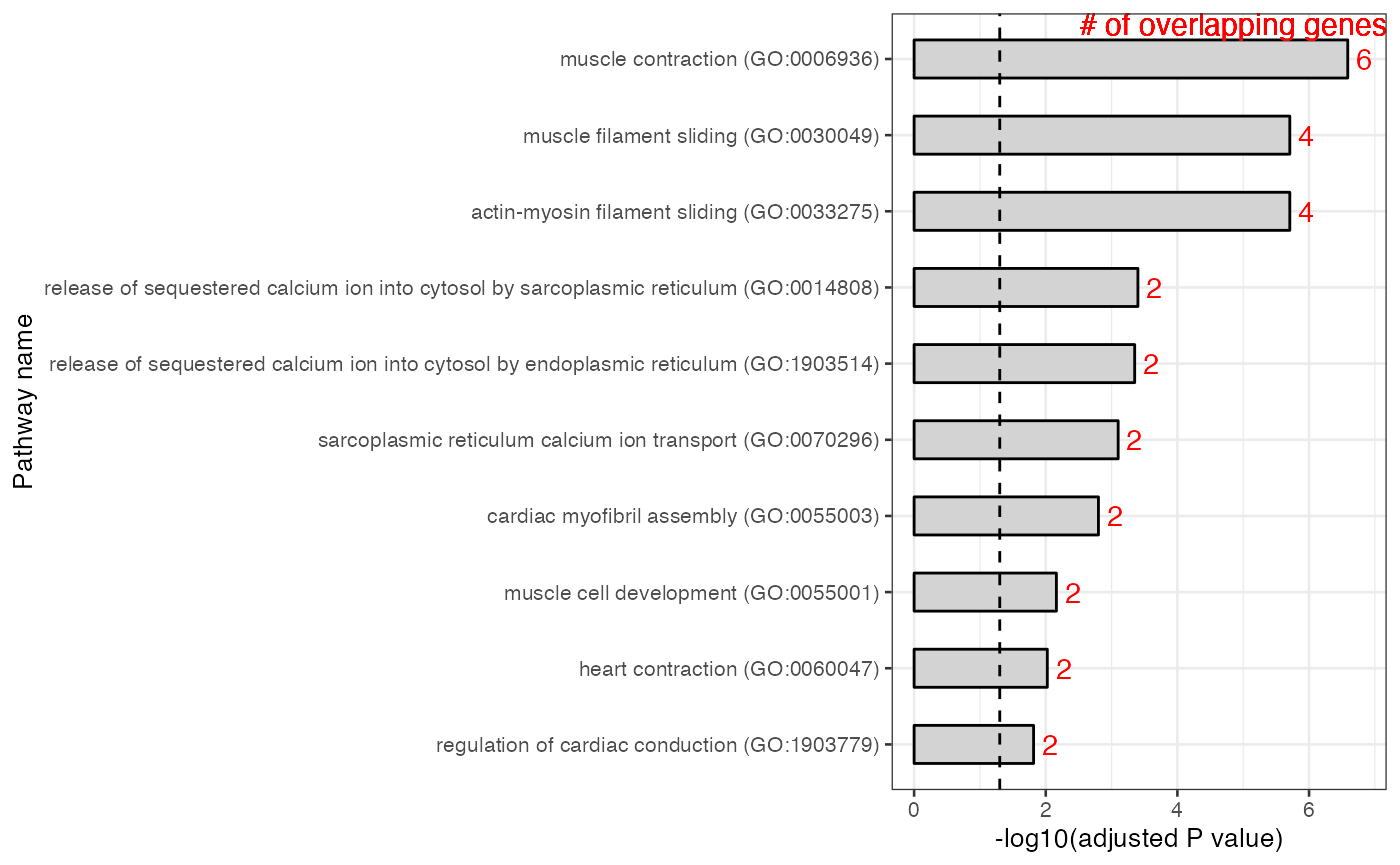 # of overlapping genes
muscle contraction (GO:0006936) 6
muscle filament sliding (GO:0030049) 4
actin-myosin filament sliding (GO:0033275) 4
release of sequestered calcium ion into cytosol by sarcoplasmic reticulum (GO:0014808) 2
release of sequestered calcium ion into cytosol by endoplasmic reticulum (GO:1903514) 2
sarcoplasmic reticulum calcium ion transport (GO:0070296) 2
cardiac myofibril assembly (GO:0055003) 2
muscle cell development (GO:0055001) 2
heart contraction (GO:0060047) 2
regulation of cardiac conduction (GO:1903779) 2
Pathway name
0 2 4 6
-log10(adjusted P value)